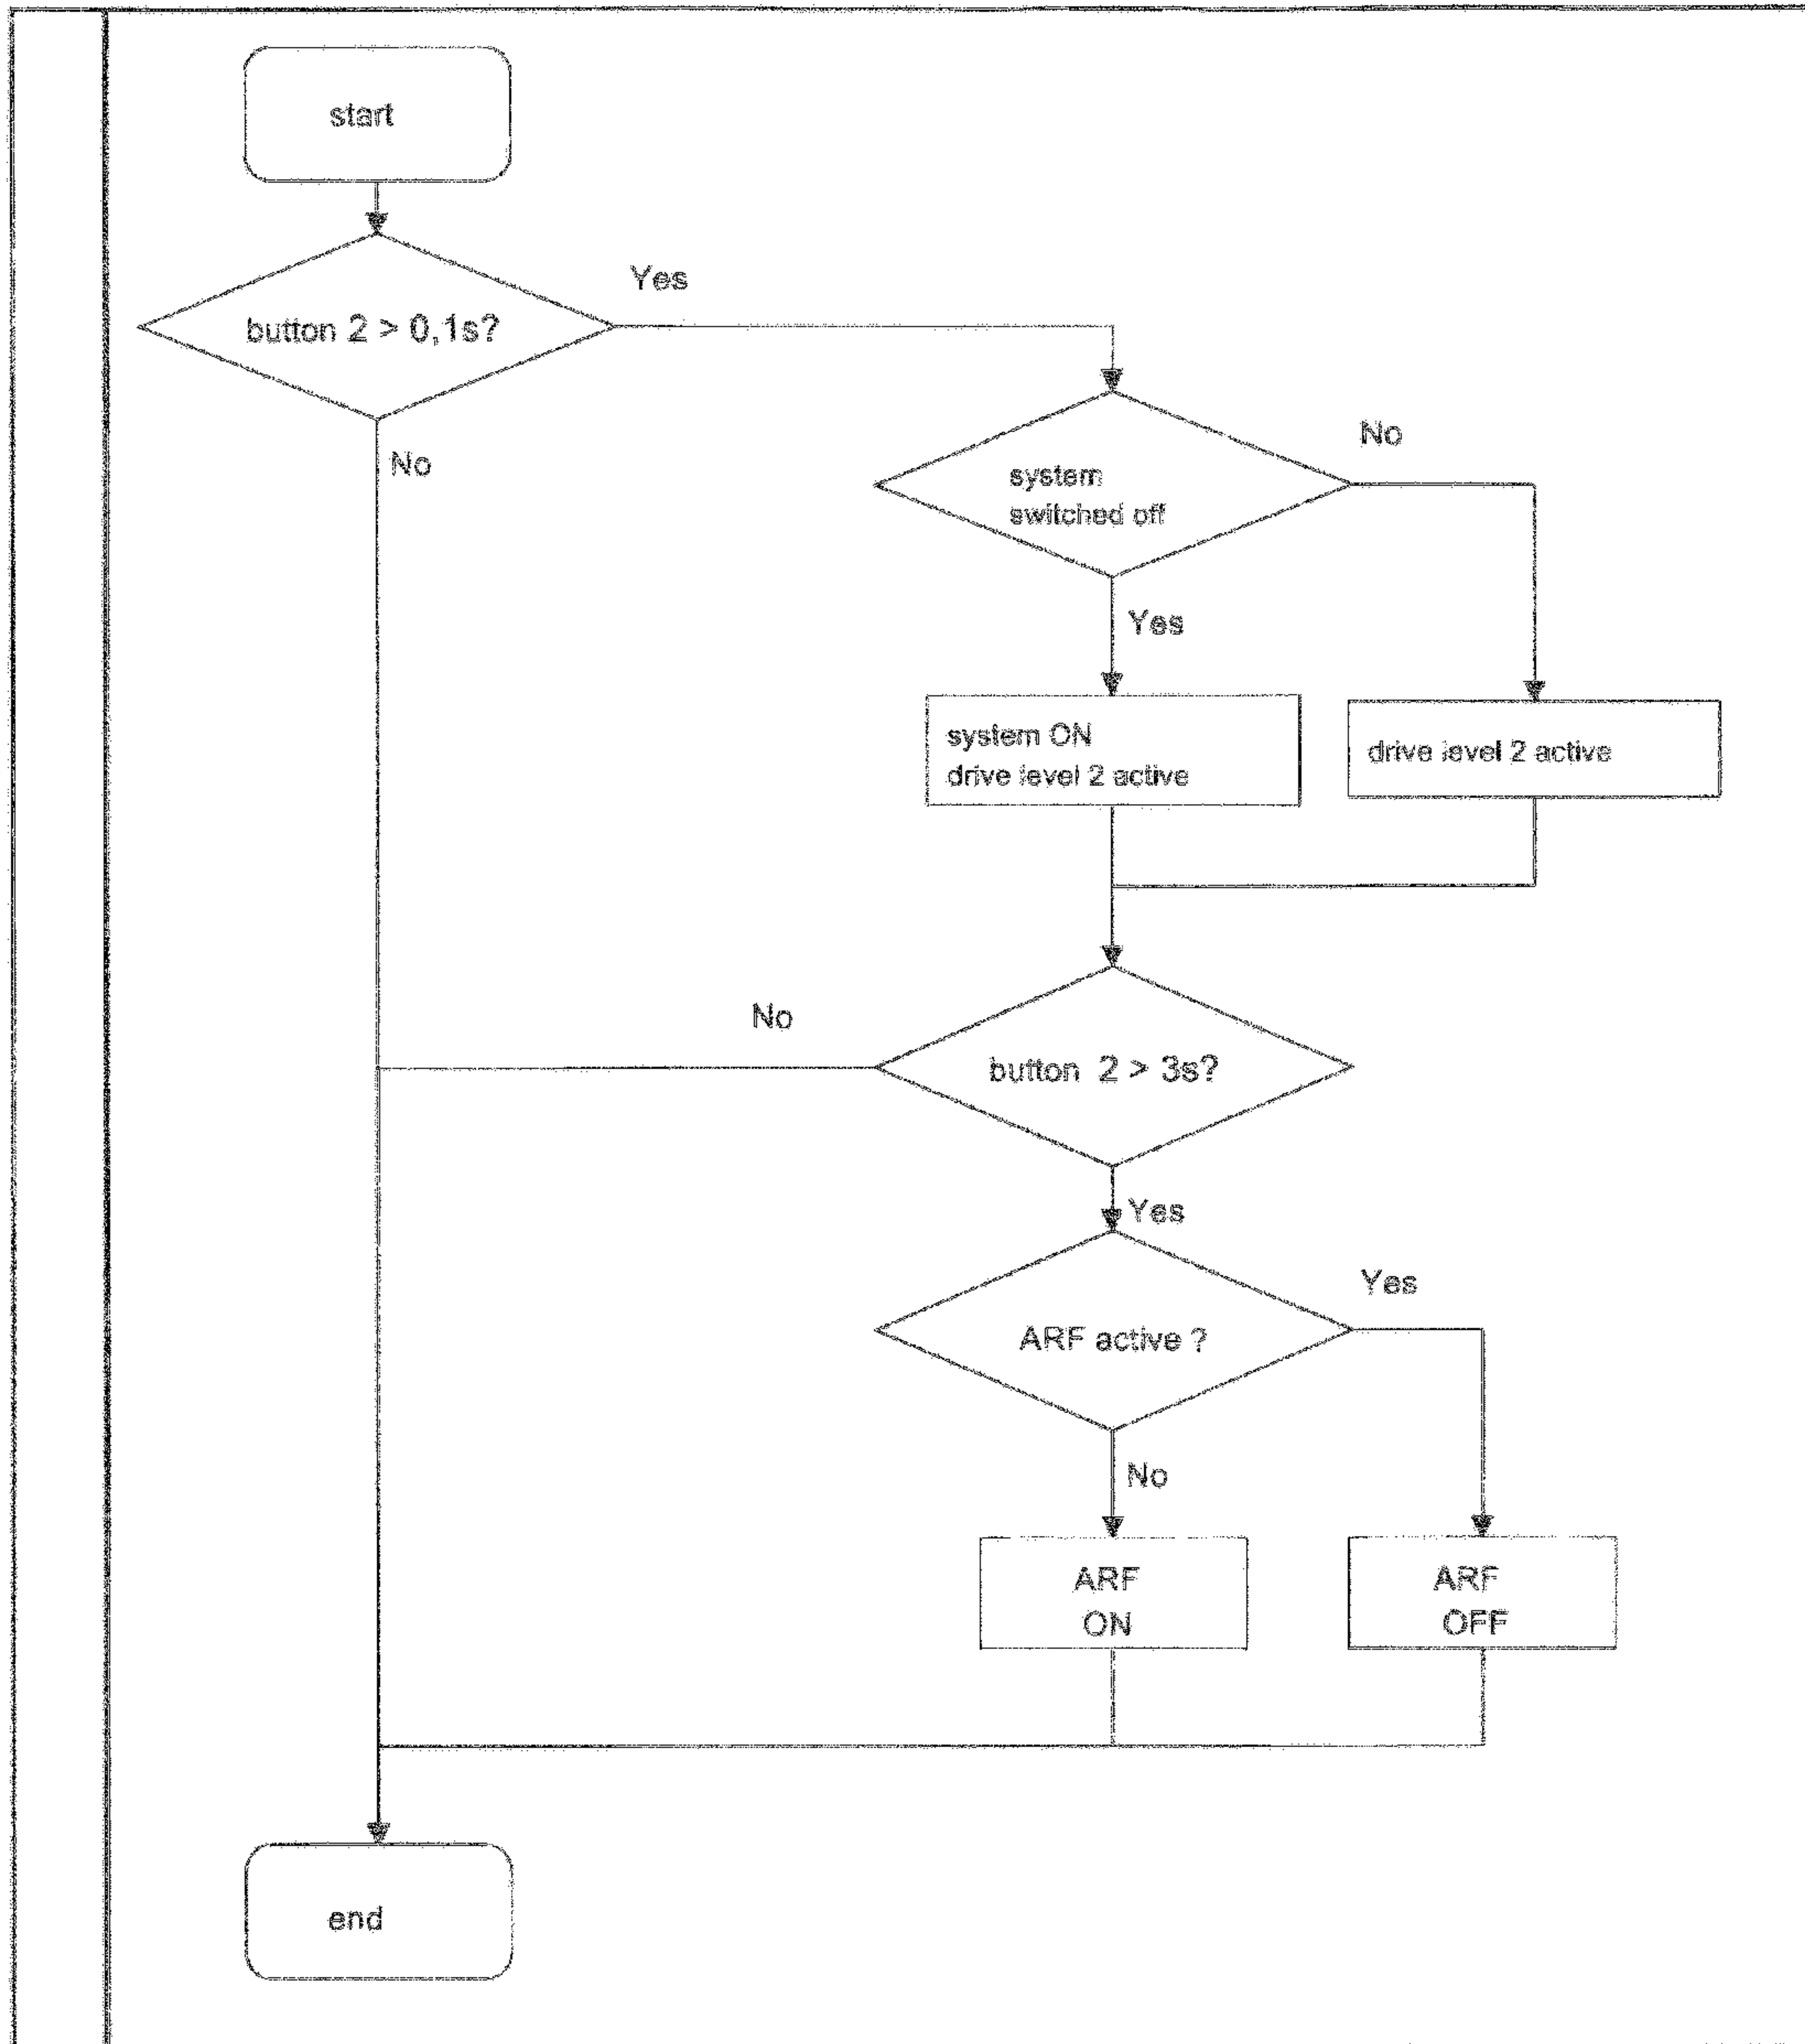 start
button 2 > 0,1s?
Yes
No
system
switched off
No
Yes
system ON
drive level 2 active
drive level 2 active
button 2 > 3s?
No
Yes
ARF active ?
Yes
No
ARF
ON
ARF
OFF
end